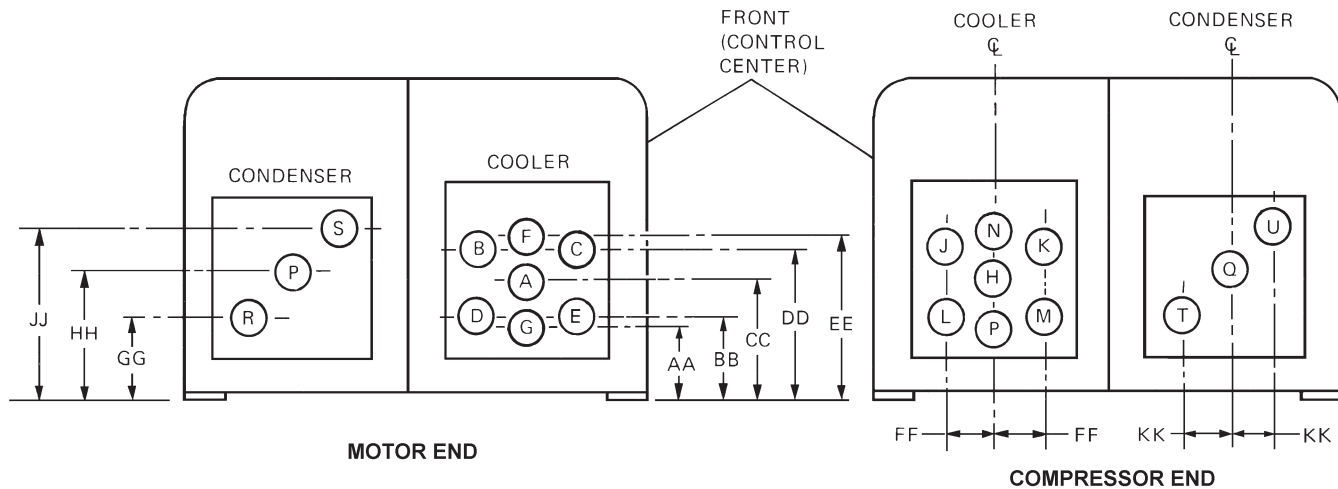 FRONT
(CONTROL
CENTER)
COOLER
℄
CONDENSER
℄
CONDENSER
COOLER
S
P
R
F
B
C
A
D
E
G
JJ
HH
GG
AA
BB
CC
DD
EE
N
J
K
H
L
M
P
U
Q
T
FF
FF
KK
KK
MOTOR END
COMPRESSOR END